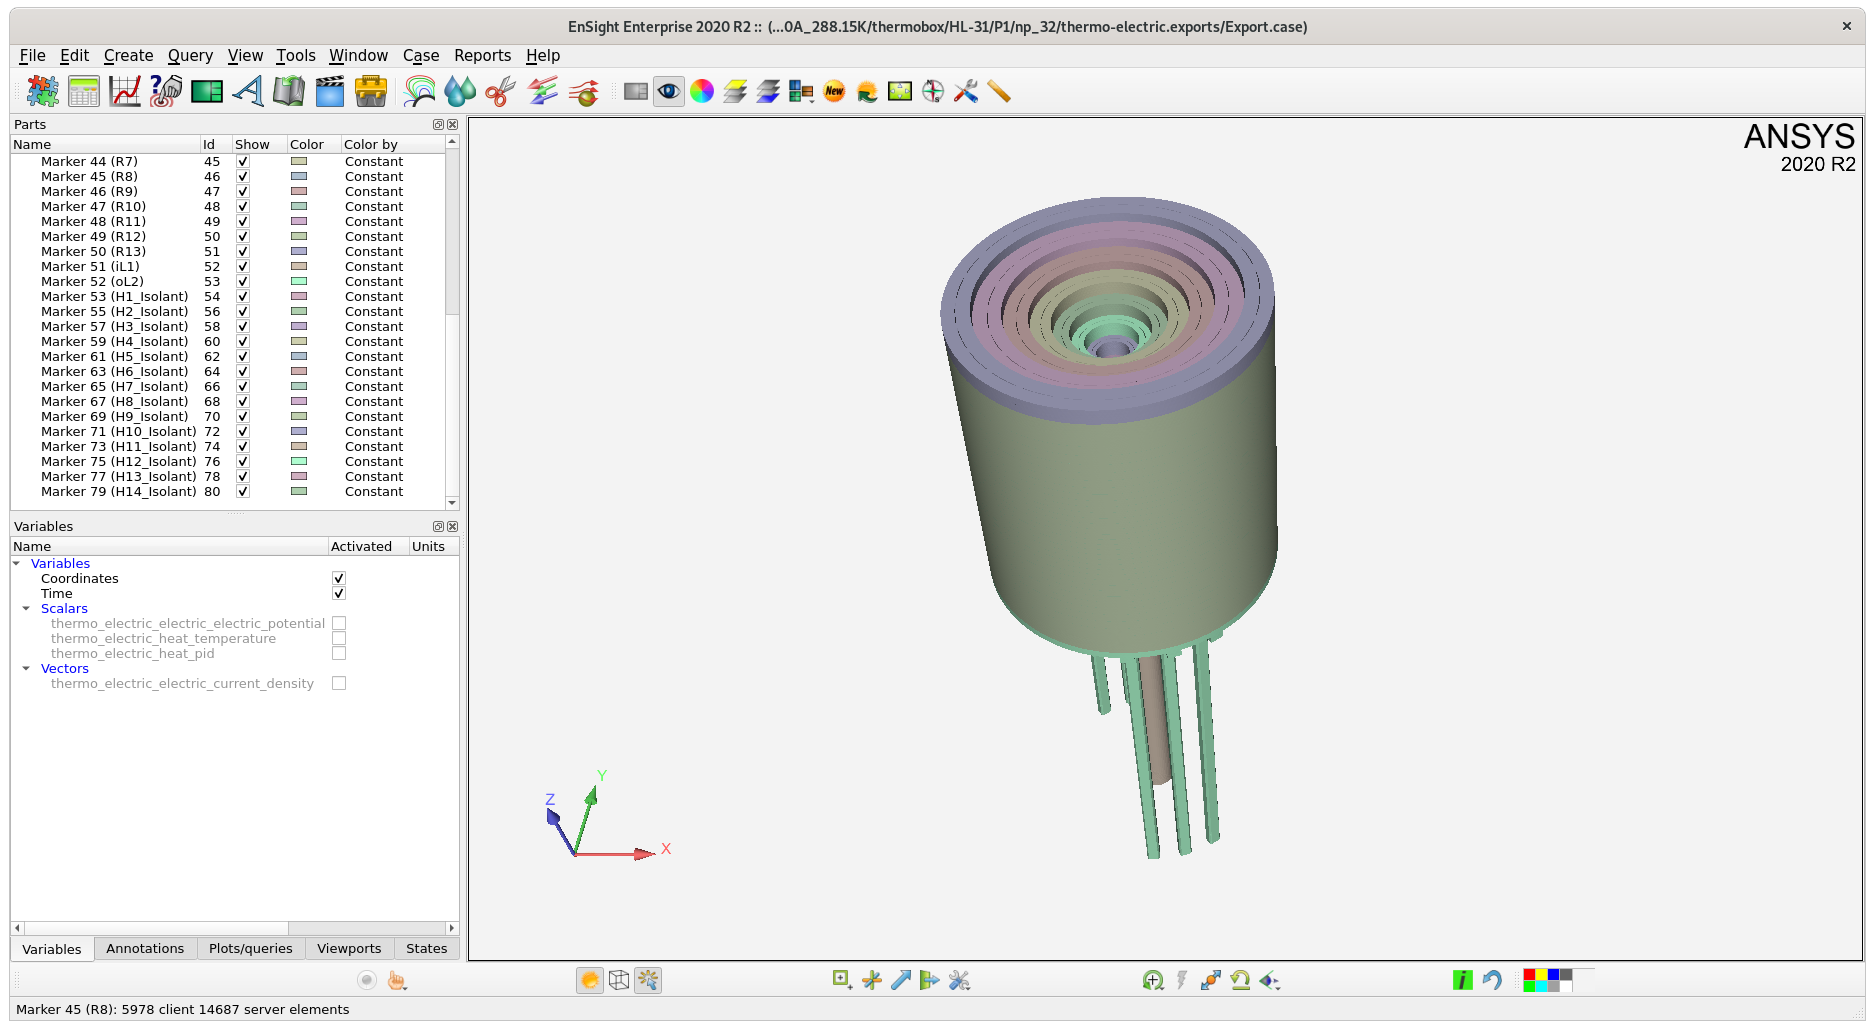 EnSight Enterprise 2020 R2 :: (...0A_288.15K/thermobox/HL-31/P1/np_32/thermo-electric.exports/Export.case)
File Edit Create Query View Tools Window Case Reports Help
New
Parts
Name Id Show Color Color by
Marker 44 (R7) 45 Constant
Marker 45 (R8) 46 Constant
Marker 46 (R9) 47 Constant
Marker 47 (R10) 48 Constant
Marker 48 (R11) 49 Constant
Marker 49 (R12) 50 Constant
Marker 50 (R13) 51 Constant
Marker 51 (iL1) 52 Constant
Marker 52 (oL2) 53 Constant
Marker 53 (H1_Isolant) 54 Constant
Marker 55 (H2_Isolant) 56 Constant
Marker 57 (H3_Isolant) 58 Constant
Marker 59 (H4_Isolant) 60 Constant
Marker 61 (H5_Isolant) 62 Constant
Marker 63 (H6_Isolant) 64 Constant
Marker 65 (H7_Isolant) 66 Constant
Marker 67 (H8_Isolant) 68 Constant
Marker 69 (H9_Isolant) 70 Constant
Marker 71 (H10_Isolant) 72 Constant
Marker 73 (H11_Isolant) 74 Constant
Marker 75 (H12_Isolant) 76 Constant
Marker 77 (H13_Isolant) 78 Constant
Marker 79 (H14_Isolant) 80 Constant
Variables
Name Activated Units
Variables
Coordinates
Time
Scalars
thermo_electric_electric_electric_potential
thermo_electric_heat_temperature
thermo_electric_heat_pid
Vectors
thermo_electric_electric_current_density
Variables Annotations Plots/queries Viewports States
ANSYS
2020 R2
Y
Z
X
Marker 45 (R8): 5978 client 14687 server elements